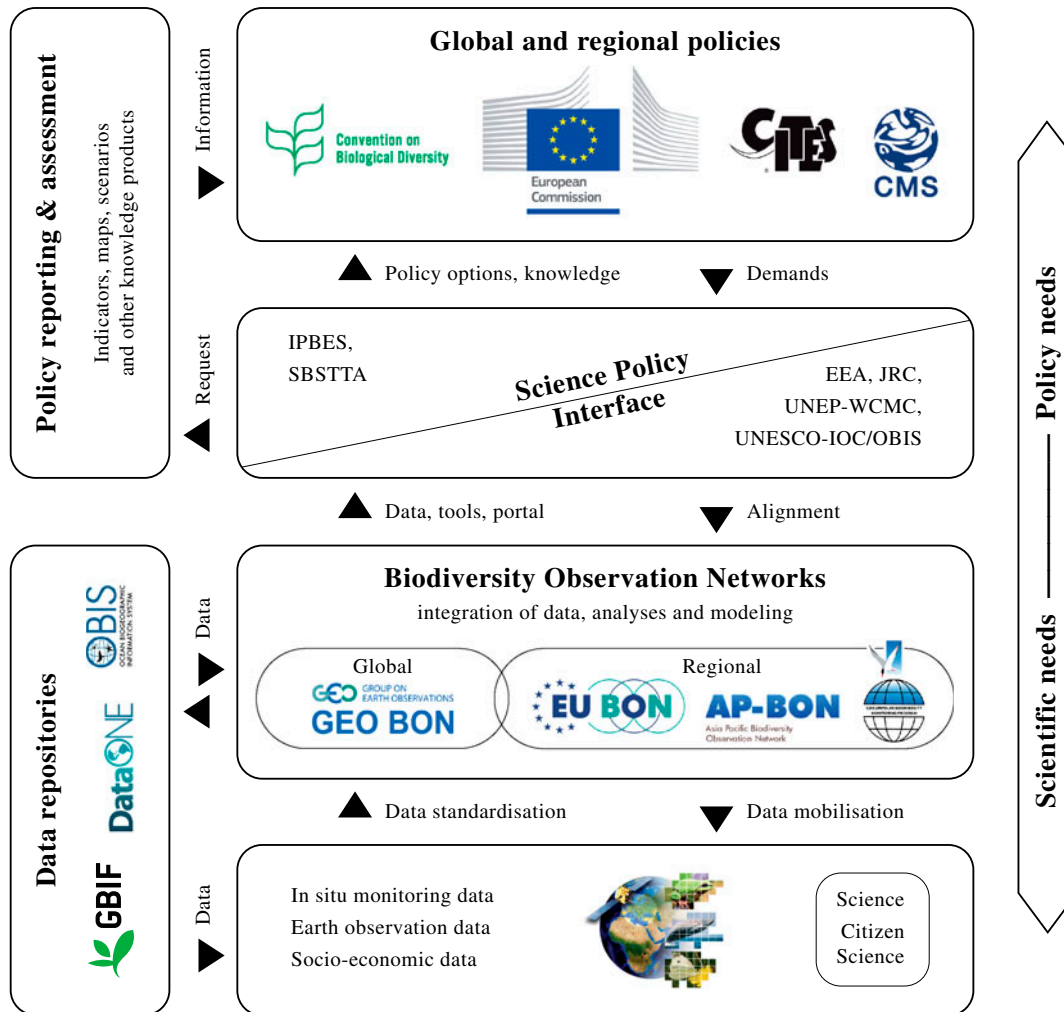 Policy reporting & assessment
Indicators, maps, scenarios
and other knowledge products
Information
Request
Global and regional policies
Convention on
Biological Diversity
European
Commission
CITES
®
CMS
Policy options, knowledge
Demands
IPBES,
SBSTTA
Science Policy
Interface
EEA, JRC,
UNEP-WCMC,
UNESCO-IOC/OBIS
Data, tools, portal
Alignment
Data repositories
OBIS
OCEAN BIOGEOGRAPHIC
INFORMATION SYSTEM
DataONE
GBIF
Data
Data
Biodiversity Observation Networks
integration of data, analyses and modeling
Global
GEO GROUP ON
EARTH OBSERVATIONS
GEO BON
Regional
EU BON
AP-BON
Asia Pacific Biodiversity
Observation Network
Data standardisation
Data mobilisation
In situ monitoring data
Earth observation data
Socio-economic data
Science
Citizen
Science
Policy needs
Scientific needs